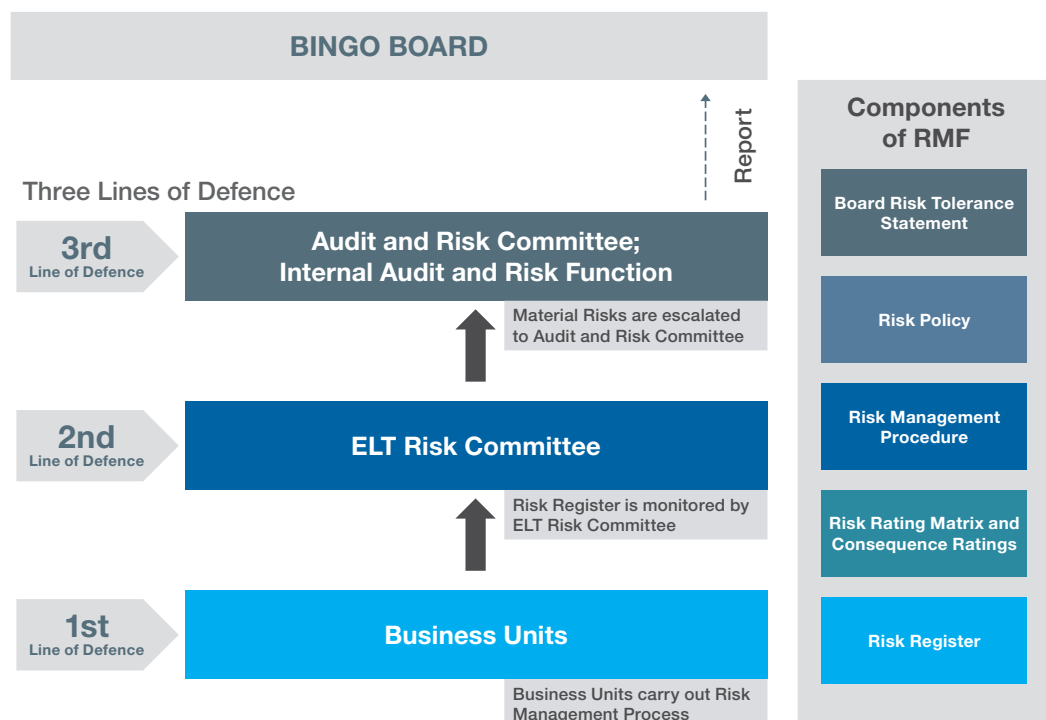 BINGO BOARD
Report
Three Lines of Defence
3rd
Line of Defence
Audit and Risk Committee;
Internal Audit and Risk Function
Material Risks are escalated
to Audit and Risk Committee
2nd
Line of Defence
ELT Risk Committee
Risk Register is monitored by
ELT Risk Committee
1st
Line of Defence
Business Units
Business Units carry out Risk
Management Process
Components
of RMF
Board Risk Tolerance
Statement
Risk Policy
Risk Management
Procedure
Risk Rating Matrix and
Consequence Ratings
Risk Register